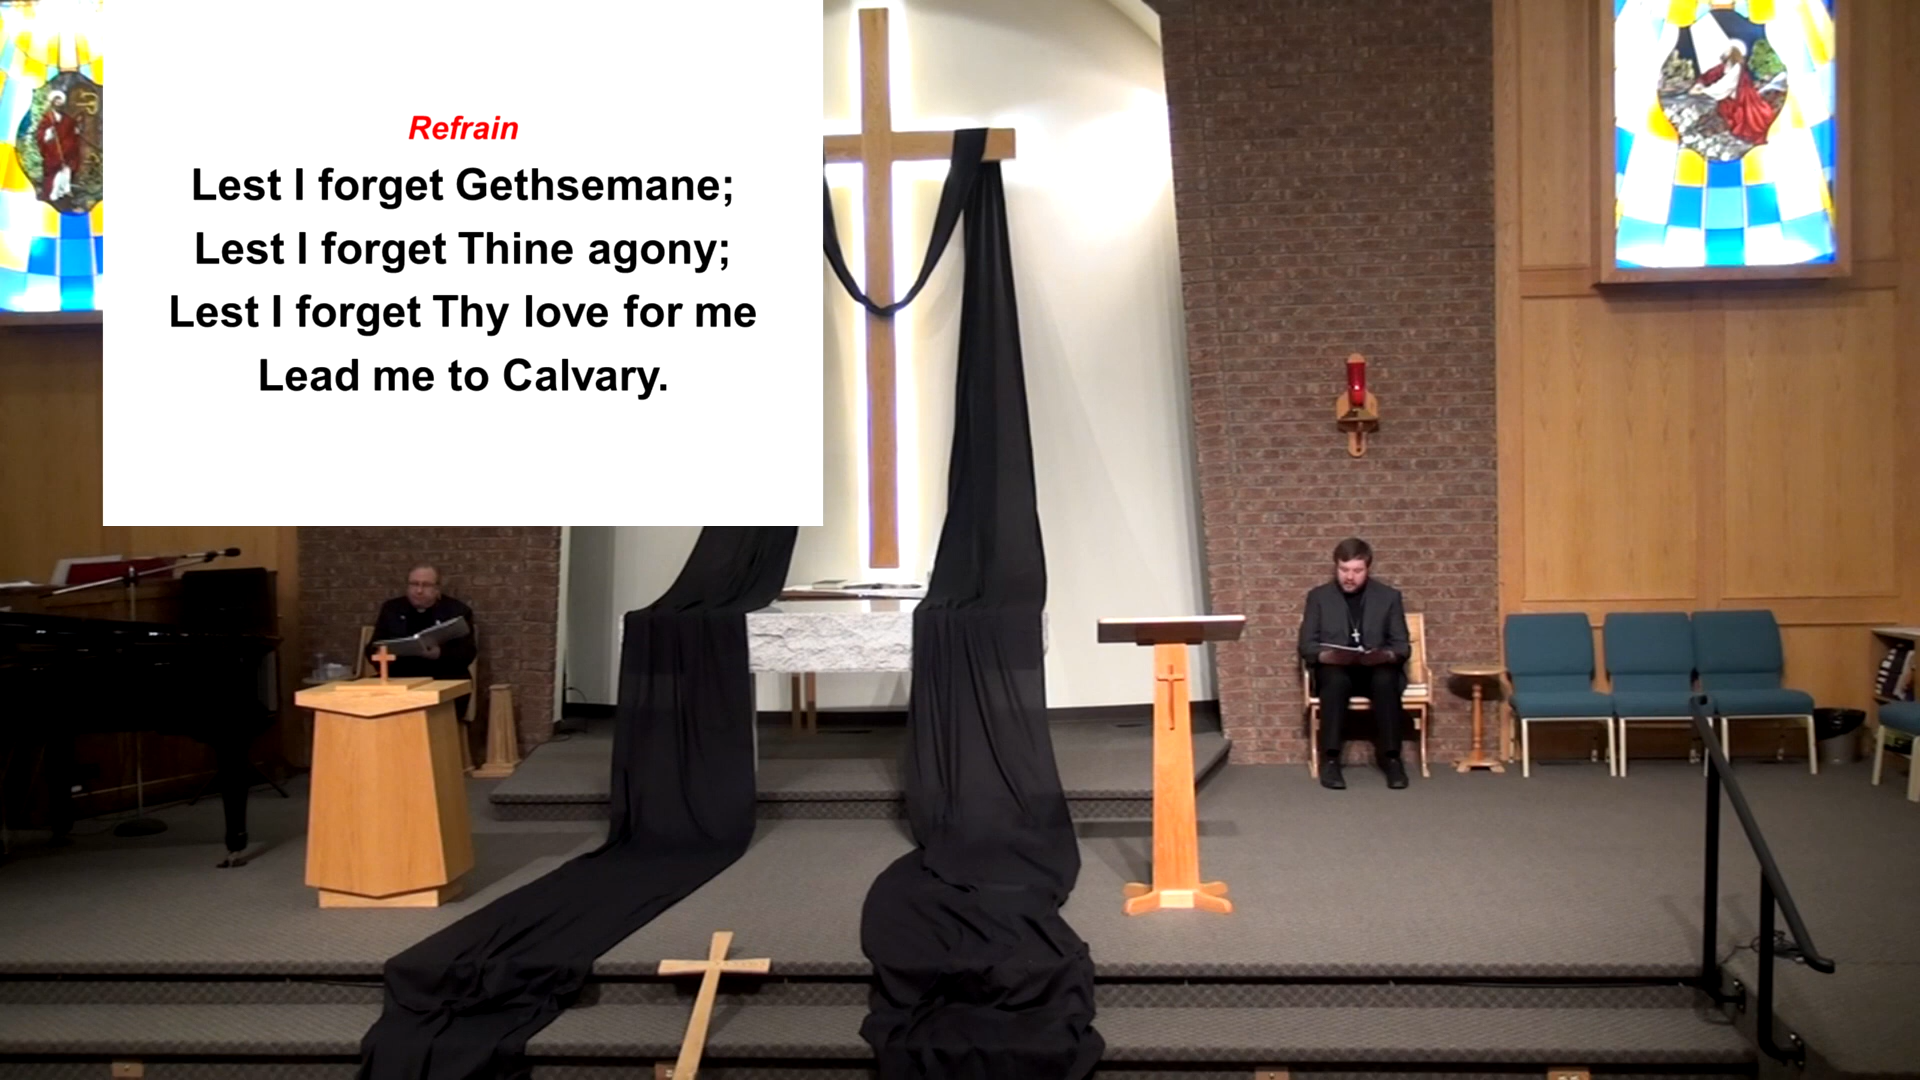 Refrain
Lest I forget Gethsemane;
Lest I forget Thine agony;
Lest I forget Thy love for me
Lead me to Calvary.